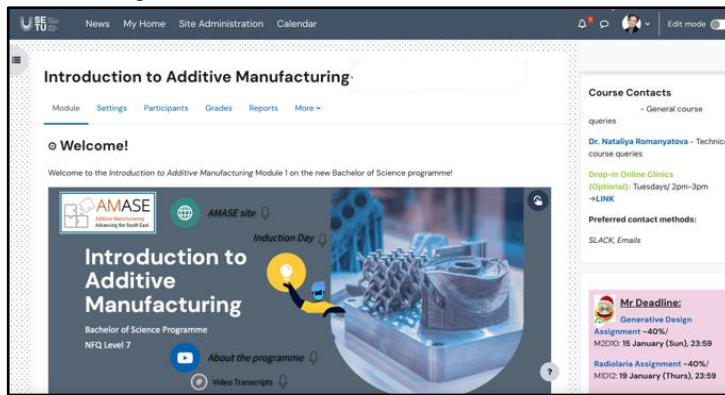 SETU
News My Home Site Administration Calendar
Edit mode
Introduction to Additive Manufacturing
Module Settings Participants Grades Reports More
Welcome!
Welcome to the Introduction to Additive Manufacturing Module 1 on the new Bachelor of Science programme!
AMASE
Additive Manufacturing
Advancing the South East
AMASE site
Induction Day
Introduction to
Additive
Manufacturing
Bachelor of Science Programme
NFQ Level 7
About the programme
Video Transcripts
?
Course Contacts
- General course
queries
Dr. Nataliya Romanyatova - Technica
course queries
Drop-in Online Clinics
(Optional): Tuesdays/ 2pm-3pm
→LINK
Preferred contact methods:
SLACK, Emails
Mr Deadline:
Generative Design
Assignment -40%/
M2D10: 15 January (Sun), 23:59
Radiolaria Assignment -40%/
M1D12: 19 January (Thurs), 23:59